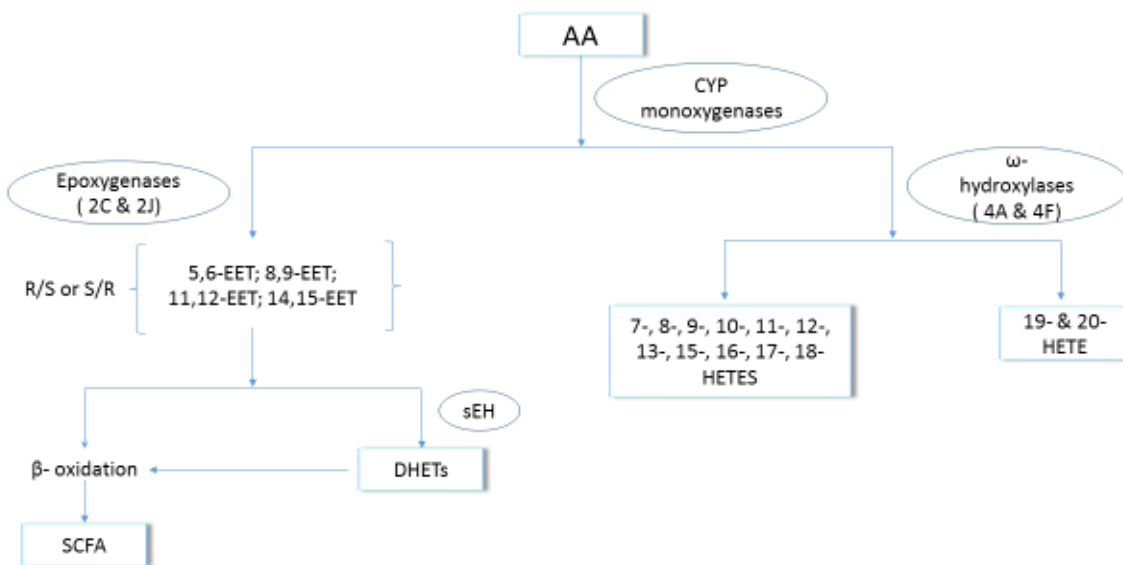 AA
CYP
monoxygenases
Epoxygenases
( 2C & 2J)
ω-
hydroxylases
( 4A & 4F)
R/S or S/R
5,6-EET; 8,9-EET;
11,12-EET; 14,15-EET
7-, 8-, 9-, 10-, 11-, 12-,
13-, 15-, 16-, 17-, 18-
HETES
19- & 20-
HETE
sEH
β- oxidation
DHETs
SCFA